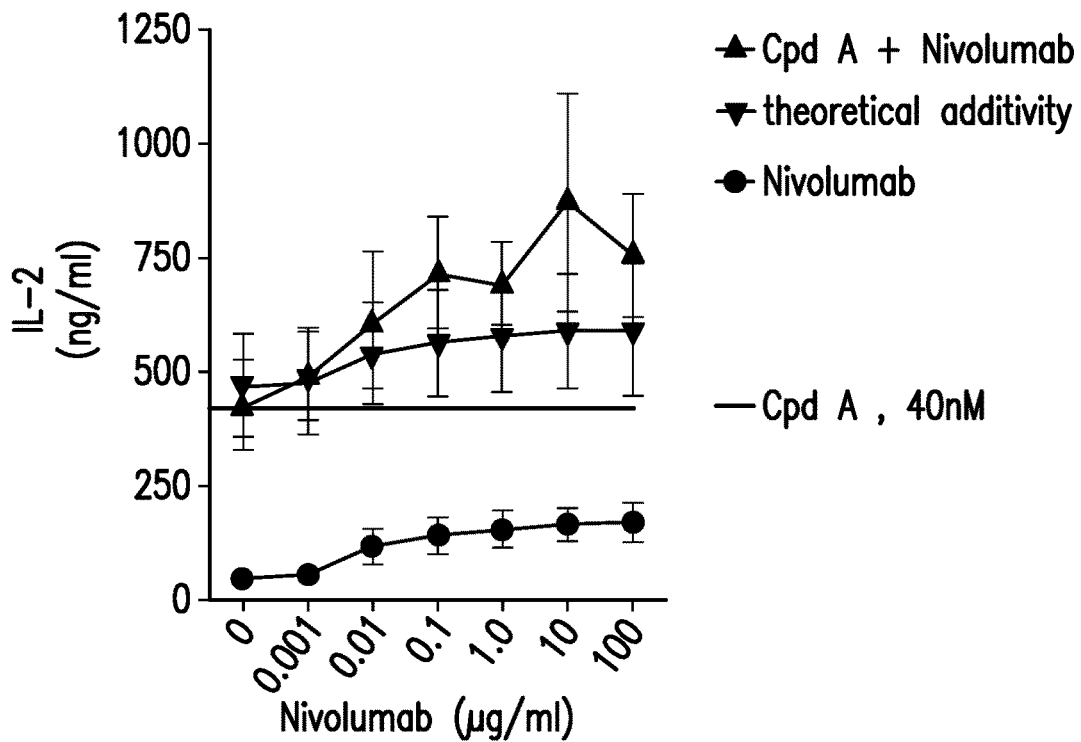 1250
1000
750
500
250
0
IL-2
(ng/ml)
0
0.001
0.01
0.1
1.0
10
100
Nivolumab (µg/ml)
Cpd A + Nivolumab
theoretical additivity
Nivolumab
Cpd A , 40nM